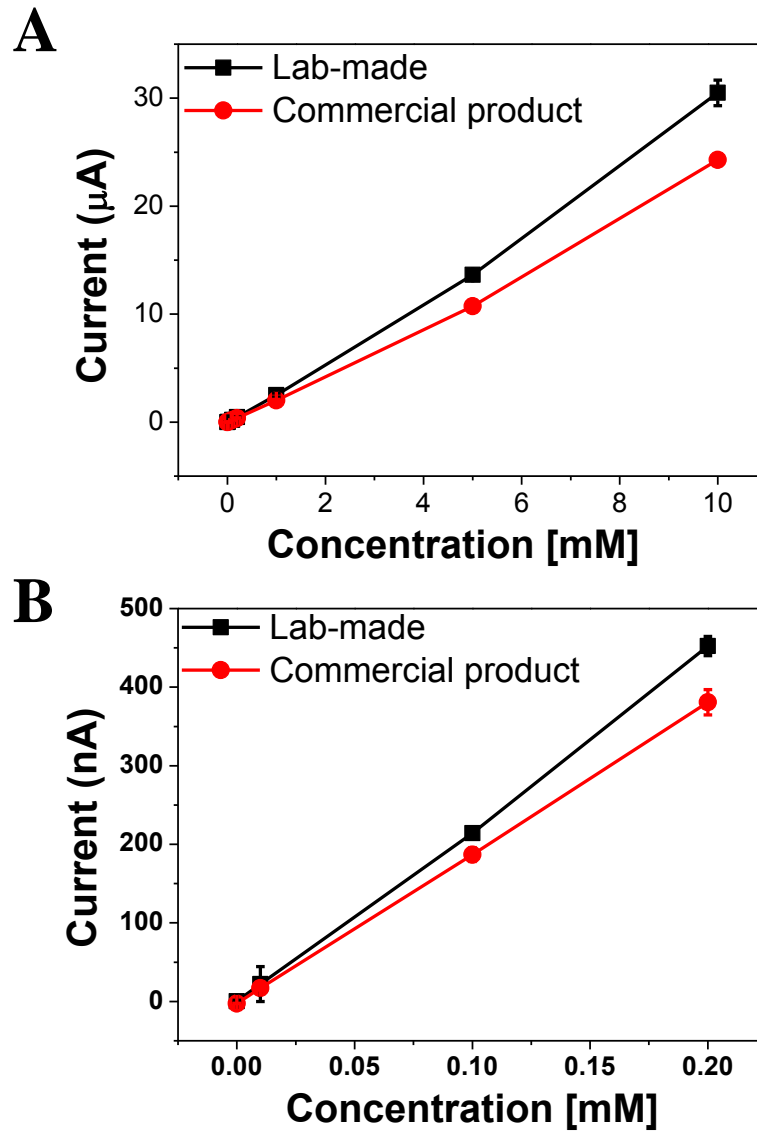 A
Lab-made
Commercial product
Current (μA)
30
20
10
0
0 2 4 6 8 10
Concentration [mM]
B
Lab-made
Commercial product
Current (nA)
500
400
300
200
100
0
0.00 0.05 0.10 0.15 0.20
Concentration [mM]